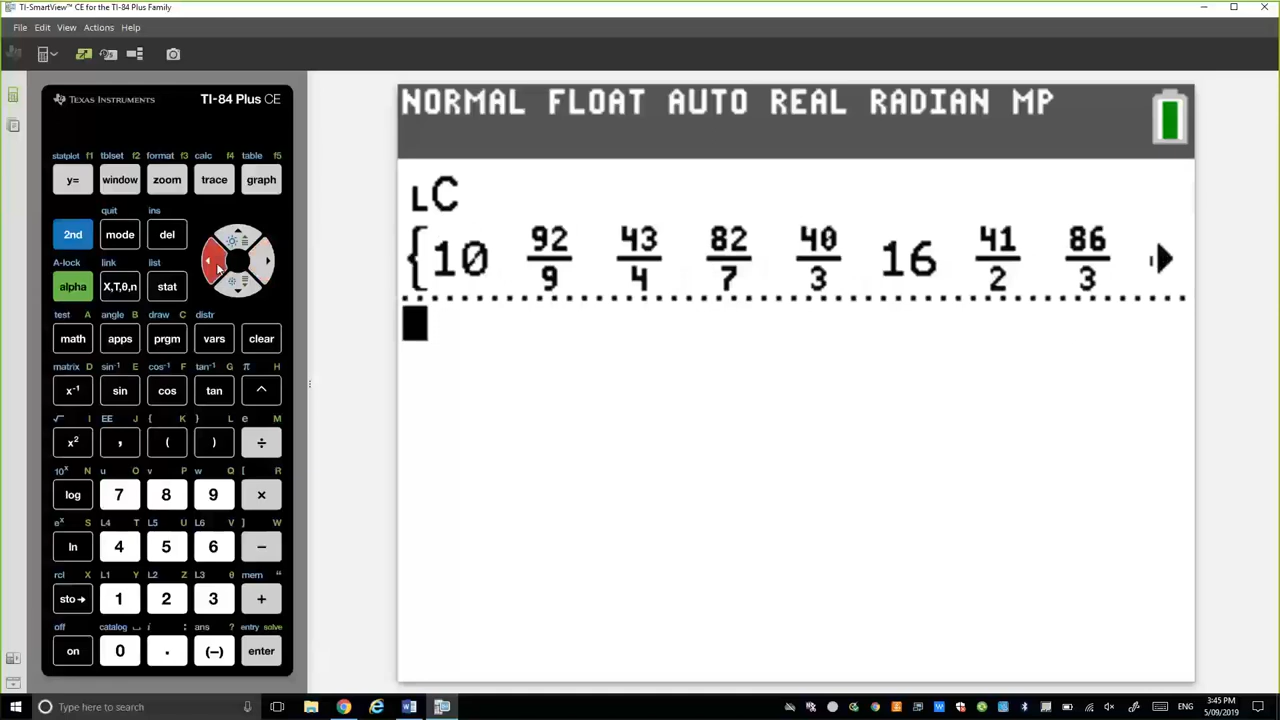 TI-SmartView™ CE for the TI-84 Plus Family
File Edit View Actions Help
TEXAS INSTRUMENTS TI-84 Plus CE
statplot f1 tblset f2 format f3 calc f4 table f5
y= window zoom trace graph
quit ins
2nd mode del
A-lock link list
alpha X,T,θ,n stat
test A angle B draw C distr
math apps prgm vars clear
matrix D sin⁻¹ E cos⁻¹ F tan⁻¹ G π H
x⁻¹ sin cos tan ^
√ I EE J { K } L e M
x² , ( ) ÷
10ˣ N u O v P w Q [ R
log 7 8 9 ×
eˣ S L4 T L5 U L6 V ] W
ln 4 5 6 −
rcl X L1 Y L2 Z L3 θ mem “
sto→ 1 2 3 +
off catalog i : ans ? entry solve
on 0 . (−) enter
NORMAL FLOAT AUTO REAL RADIAN MP
ʟC
{10 92/9 43/4 82/7 40/3 16 41/2 86/3
Type here to search
ENG
3:45 PM
5/09/2019